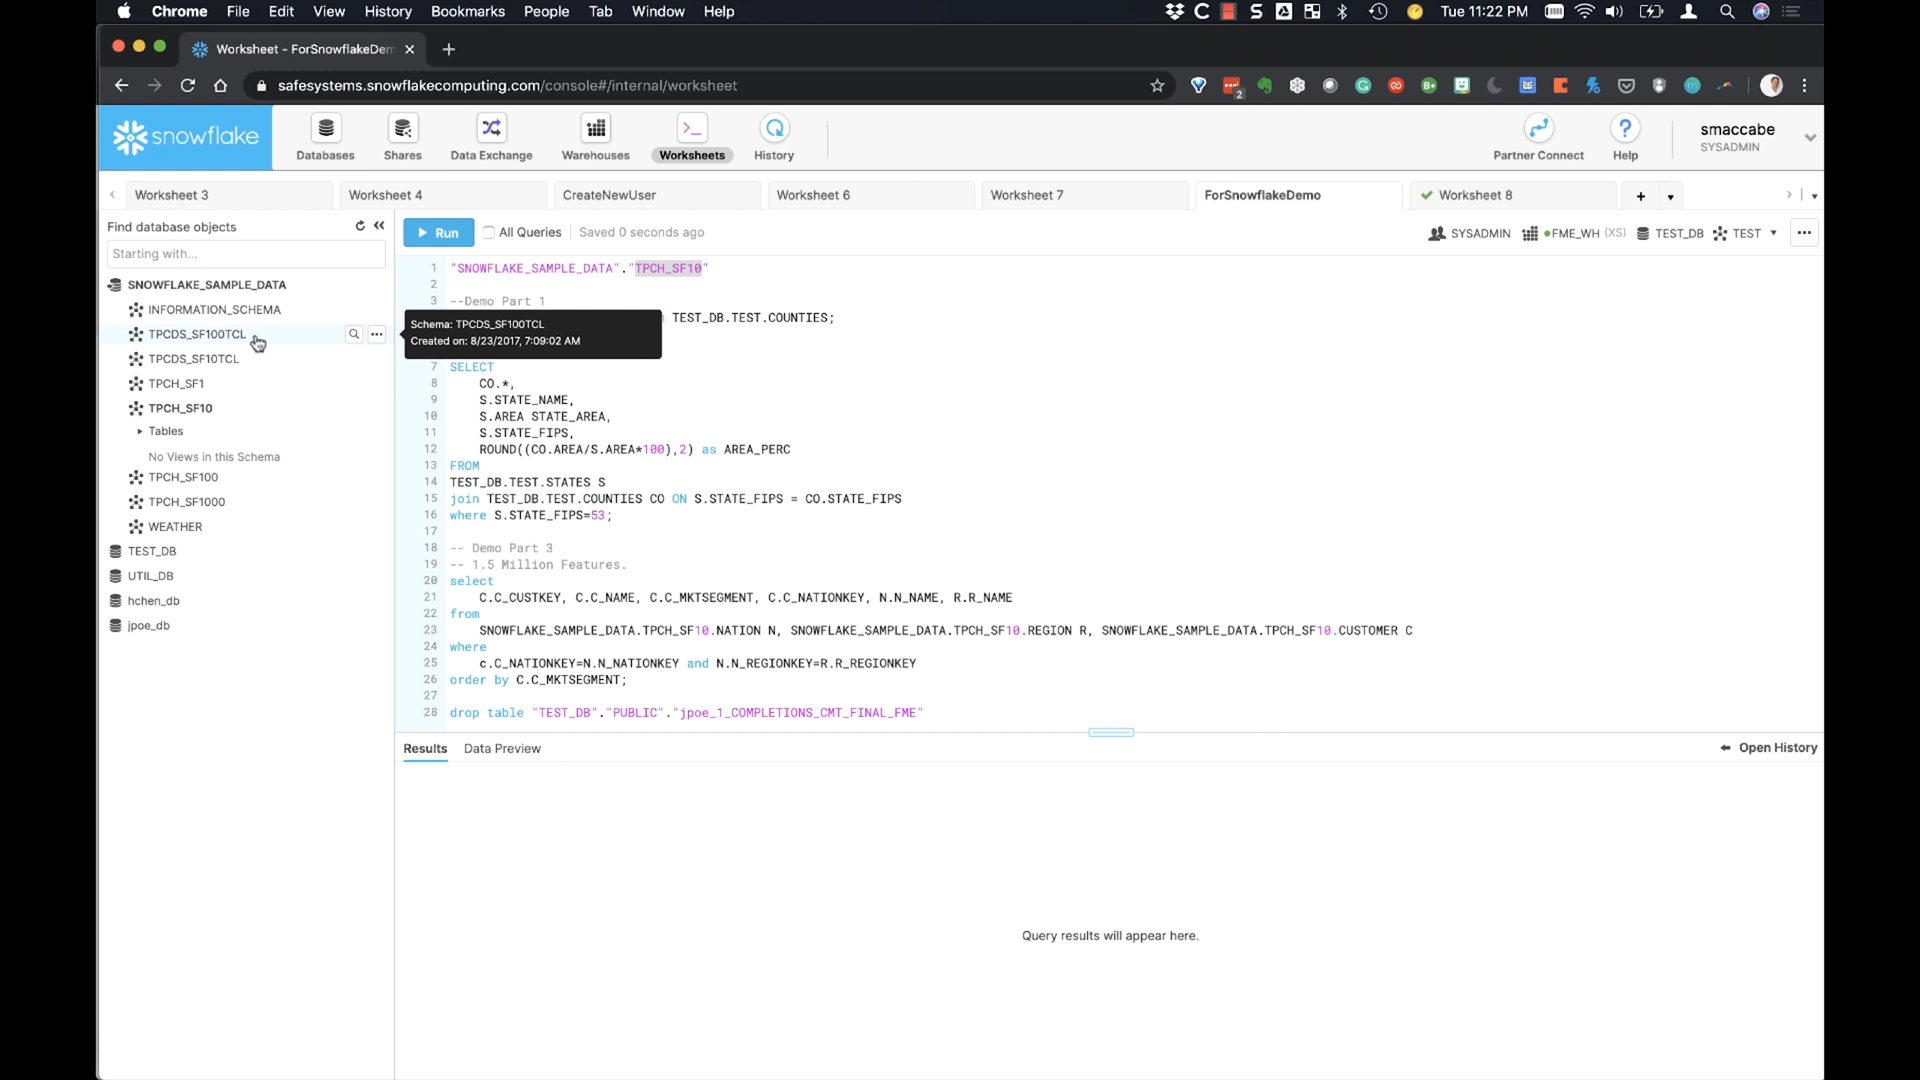 Chrome File Edit View History Bookmarks People Tab Window Help
Tue 11:22 PM
Worksheet - ForSnowflakeDem
safesystems.snowflakecomputing.com/console#/internal/worksheet
2
snowflake
Databases
Shares
Data Exchange
Warehouses
Worksheets
History
Partner Connect
Help
smaccabe
SYSADMIN
Worksheet 3
Worksheet 4
CreateNewUser
Worksheet 6
Worksheet 7
ForSnowflakeDemo
Worksheet 8
Find database objects
Starting with...
SNOWFLAKE_SAMPLE_DATA
INFORMATION_SCHEMA
TPCDS_SF100TCL
TPCDS_SF10TCL
TPCH_SF1
TPCH_SF10
Tables
No Views in this Schema
TPCH_SF100
TPCH_SF1000
WEATHER
TEST_DB
UTIL_DB
hchen_db
jpoe_db
Run
All Queries
Saved 0 seconds ago
SYSADMIN
FME_WH (XS)
TEST_DB
TEST
1 "SNOWFLAKE_SAMPLE_DATA"."TPCH_SF10"
2
3 --Demo Part 1
TEST_DB.TEST.COUNTIES;
Schema: TPCDS_SF100TCL
Created on: 8/23/2017, 7:09:02 AM
7 SELECT
8 CO.*,
9 S.STATE_NAME,
10 S.AREA STATE_AREA,
11 S.STATE_FIPS,
12 ROUND((CO.AREA/S.AREA*100),2) as AREA_PERC
13 FROM
14 TEST_DB.TEST.STATES S
15 join TEST_DB.TEST.COUNTIES CO ON S.STATE_FIPS = CO.STATE_FIPS
16 where S.STATE_FIPS=53;
17
18 -- Demo Part 3
19 -- 1.5 Million Features.
20 select
21 C.C_CUSTKEY, C.C_NAME, C.C_MKTSEGMENT, C.C_NATIONKEY, N.N_NAME, R.R_NAME
22 from
23 SNOWFLAKE_SAMPLE_DATA.TPCH_SF10.NATION N, SNOWFLAKE_SAMPLE_DATA.TPCH_SF10.REGION R, SNOWFLAKE_SAMPLE_DATA.TPCH_SF10.CUSTOMER C
24 where
25 c.C_NATIONKEY=N.N_NATIONKEY and N.N_REGIONKEY=R.R_REGIONKEY
26 order by C.C_MKTSEGMENT;
27
28 drop table "TEST_DB"."PUBLIC"."jpoe_1_COMPLETIONS_CMT_FINAL_FME"
Results
Data Preview
Open History
Query results will appear here.